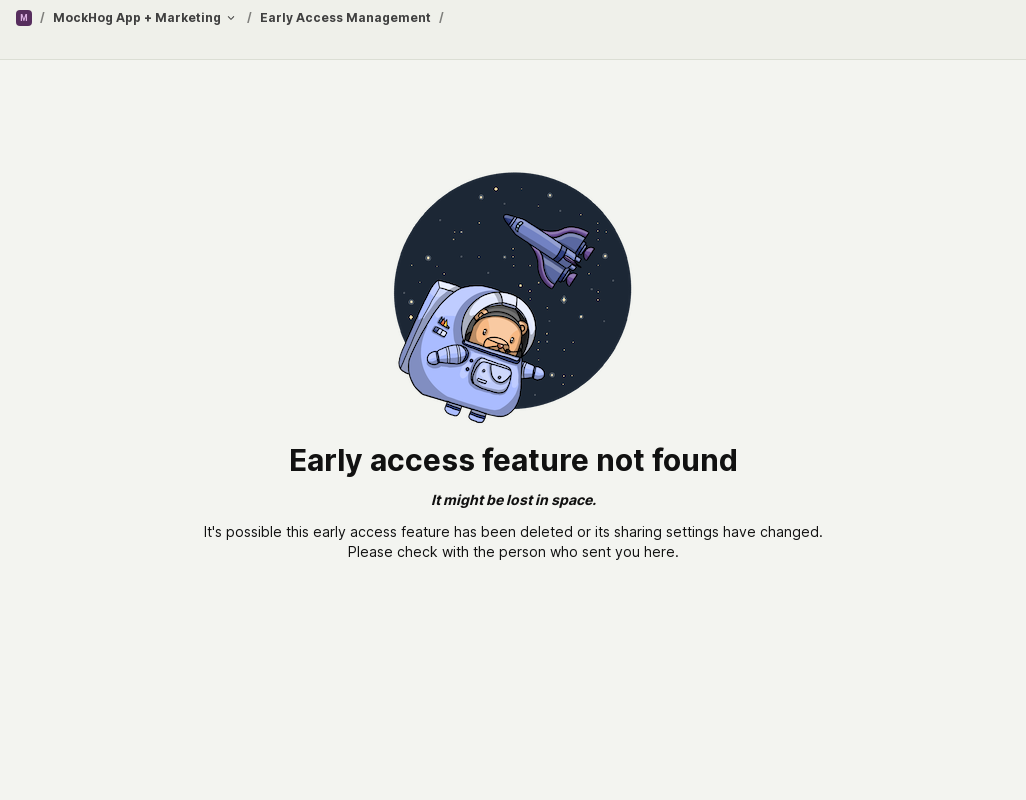 M / MockHog App + Marketing / Early Access Management /
Early access feature not found
It might be lost in space.
It's possible this early access feature has been deleted or its sharing settings have changed.
Please check with the person who sent you here.